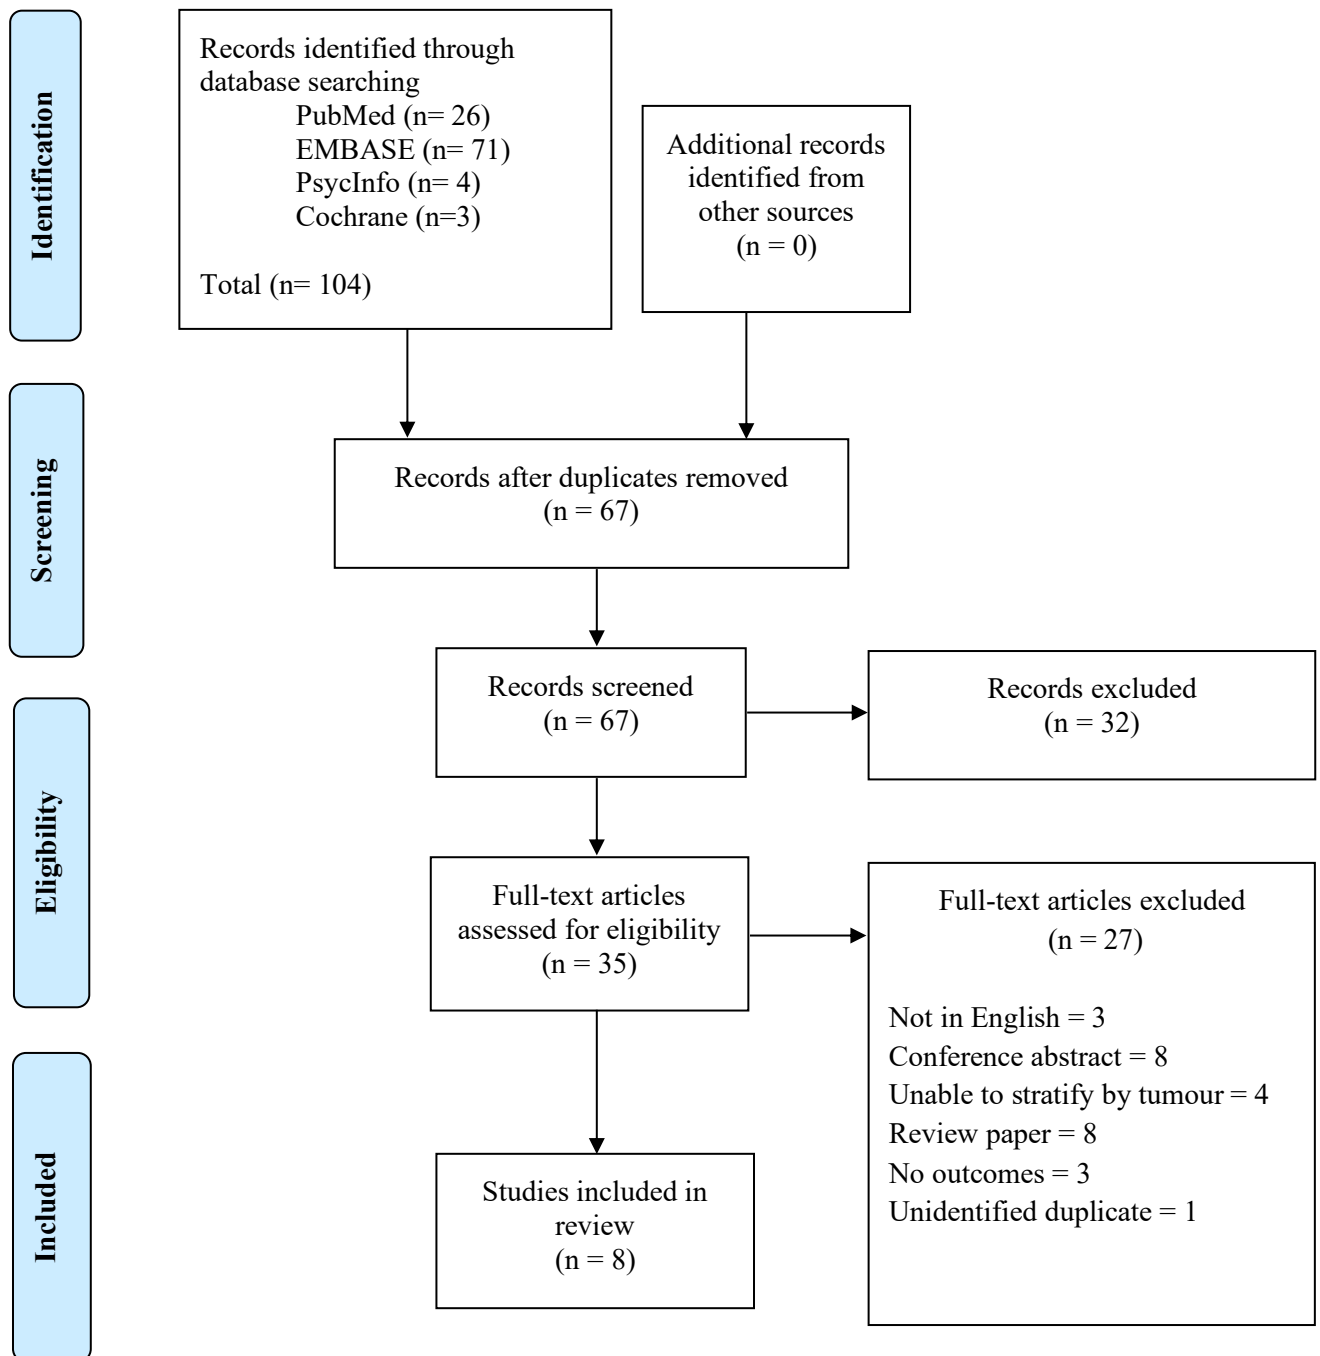 Identification
Records identified through
database searching
PubMed (n= 26)
EMBASE (n= 71)
PsycInfo (n= 4)
Cochrane (n=3)
Total (n= 104)
Additional records
identified from
other sources
(n = 0)
Screening
Records after duplicates removed
(n = 67)
Records screened
(n = 67)
Records excluded
(n = 32)
Eligibility
Full-text articles
assessed for eligibility
(n = 35)
Full-text articles excluded
(n = 27)
Not in English = 3
Conference abstract = 8
Unable to stratify by tumour = 4
Review paper = 8
No outcomes = 3
Unidentified duplicate = 1
Included
Studies included in
review
(n = 8)